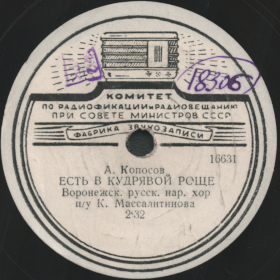 18306
КОМИТЕТ
ПО РАДИОФИКАЦИИ и РАДИОВЕЩАНИЮ
ПРИ СОВЕТЕ МИНИСТРОВ СССР
ФАБРИКА ЗВУКОЗАПИСИ
16631
А. Копосов
ЕСТЬ В КУДРЯВОЙ РОЩЕ
Воронежск. русск. нар. хор
п/у К. Массалитинова
2-32